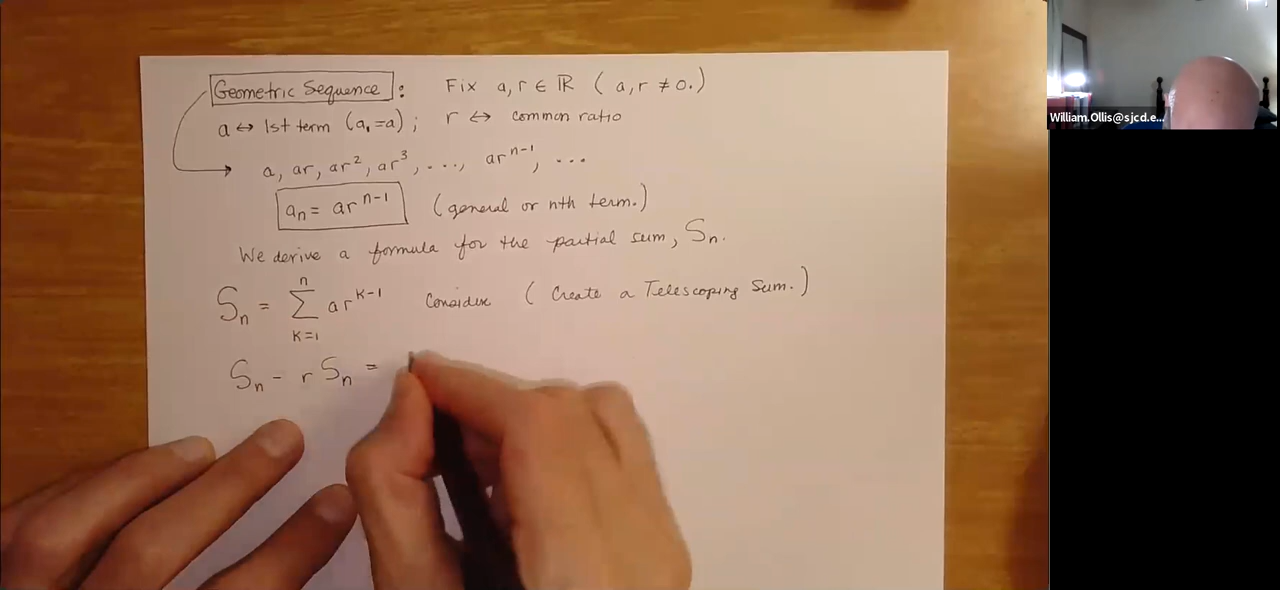 Geometric Sequence : Fix a, r ∈ ℝ ( a, r ≠ 0. )
a ↔ 1st term (a₁ = a) ; r ↔ common ratio
a, ar, ar², ar³, . . ., arⁿ⁻¹, . . .
aₙ = arⁿ⁻¹ (general or nth term.)
We derive a formula for the partial sum, Sₙ.
Sₙ = ∑ₖ₌₁ⁿ arᵏ⁻¹ Consider ( Create a Telescoping Sum. )
Sₙ - r Sₙ =
William.Ollis@sjcd.e...